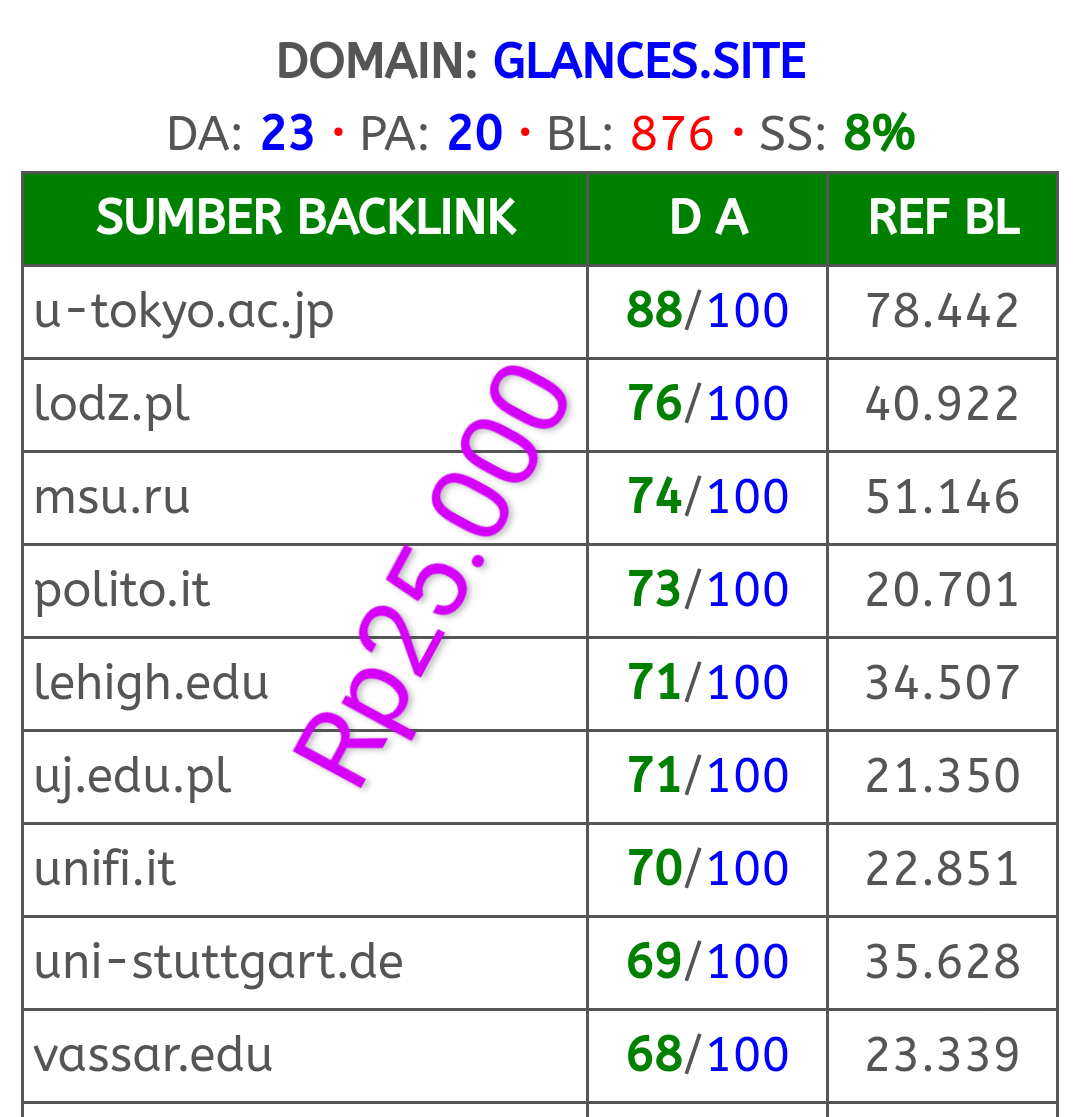 DOMAIN: GLANCES.SITE
DA: 23 • PA: 20 • BL: 876 • SS: 8%
SUMBER BACKLINK D A REF BL
u-tokyo.ac.jp 88/100 78.442
lodz.pl 76/100 40.922
msu.ru 74/100 51.146
polito.it 73/100 20.701
lehigh.edu 71/100 34.507
uj.edu.pl 71/100 21.350
unifi.it 70/100 22.851
uni-stuttgart.de 69/100 35.628
vassar.edu 68/100 23.339
Rp25.000